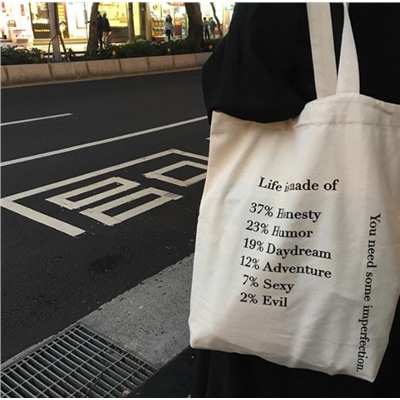 Life is made of
37% Honesty
23% Humor
19% Daydream
12% Adventure
7% Sexy
2% Evil
You need some imperfection.